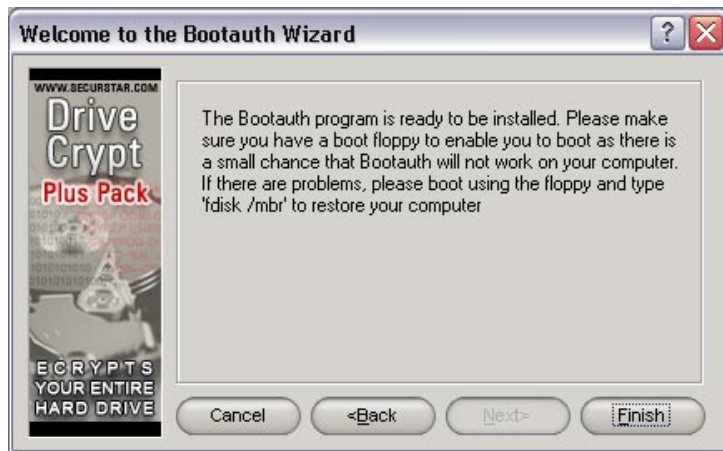 Welcome to the Bootauth Wizard
WWW.SECURSTAR.COM
Drive
Crypt
Plus Pack
ECRYPTS
YOUR ENTIRE
HARD DRIVE
The Bootauth program is ready to be installed. Please make
sure you have a boot floppy to enable you to boot as there is
a small chance that Bootauth will not work on your computer.
If there are problems, please boot using the floppy and type
'fdisk /mbr' to restore your computer
Cancel
<Back
Next>
Finish